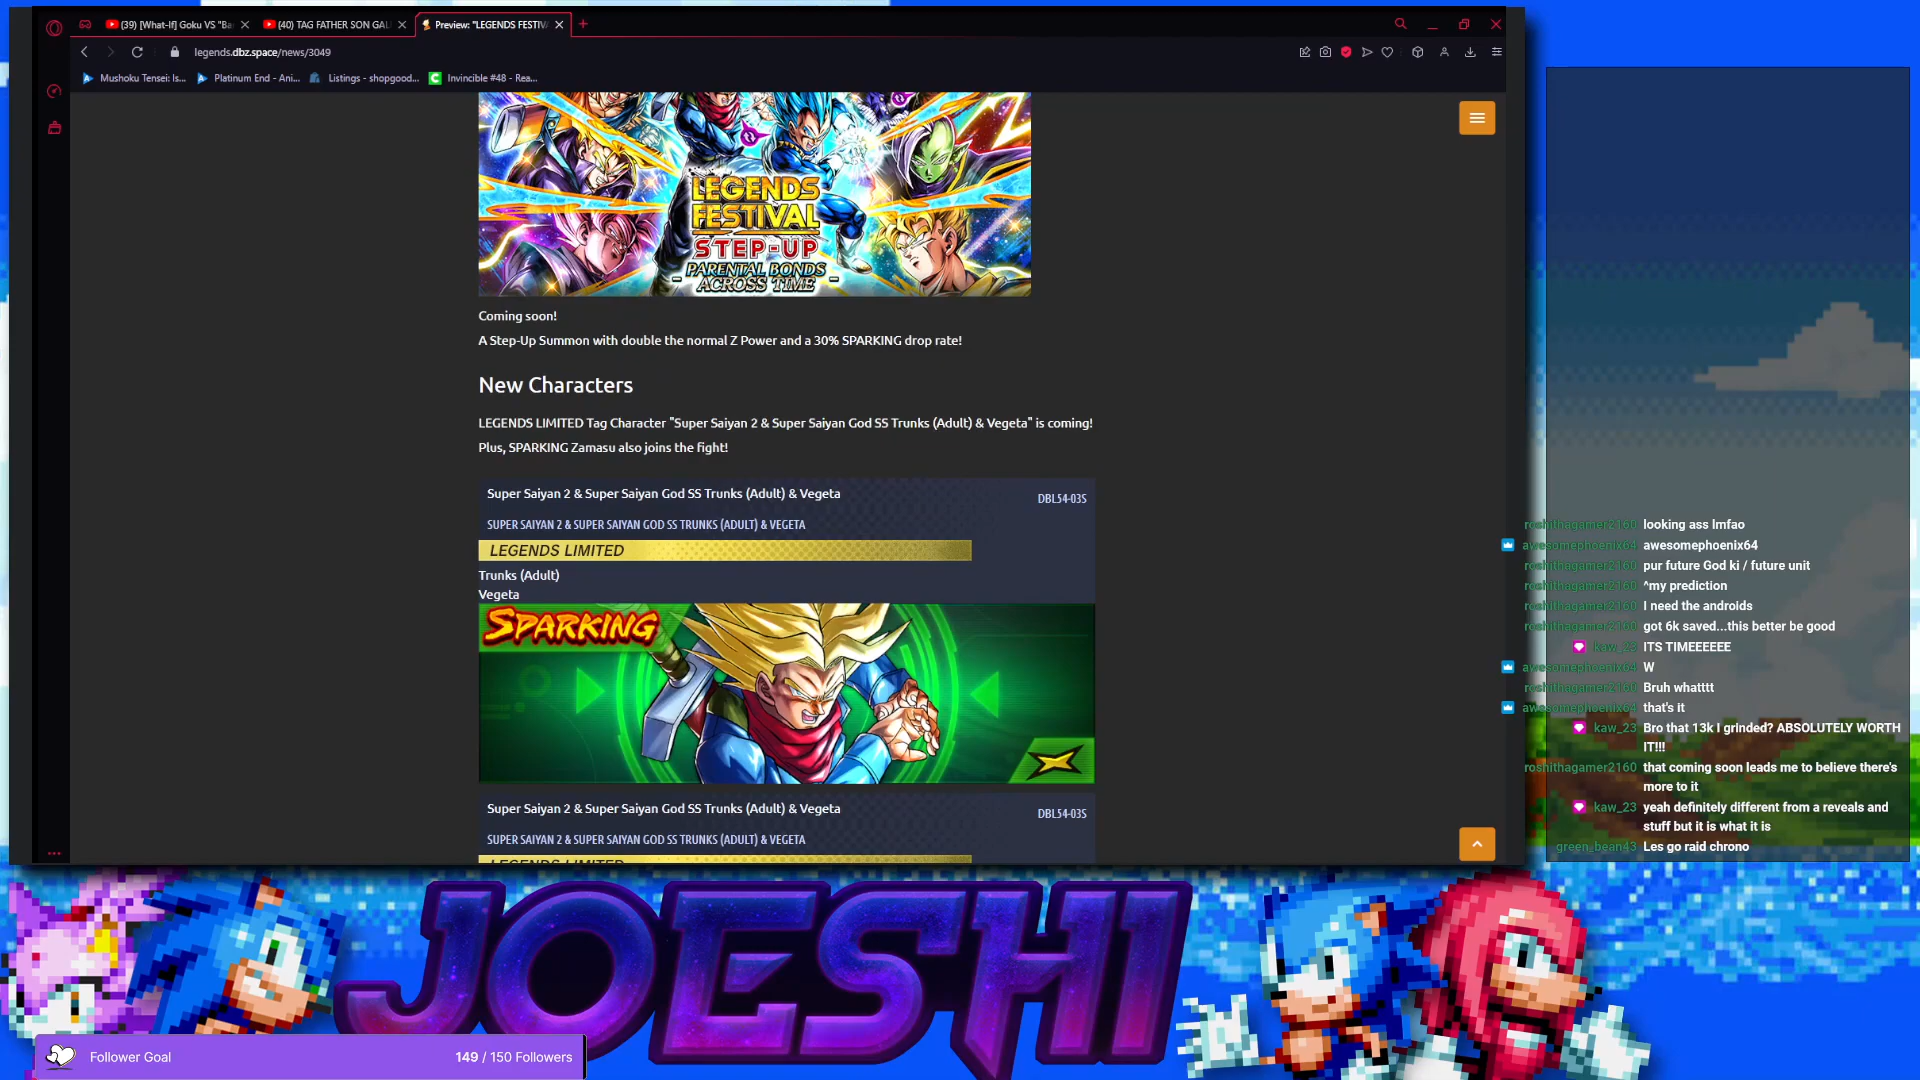 (39) [What-If] Goku VS "Ba
(40) TAG FATHER SON GAL
Preview: "LEGENDS FESTIV
legends.dbz.space/news/3049
Mushoku Tensei: Is...
Platinum End - Ani...
Listings - shopgood...
Invincible #48 - Rea...
LEGENDS
FESTIVAL
STEP-UP
- PARENTAL BONDS
ACROSS TIME -
Coming soon!
A Step-Up Summon with double the normal Z Power and a 30% SPARKING drop rate!
New Characters
LEGENDS LIMITED Tag Character "Super Saiyan 2 & Super Saiyan God SS Trunks (Adult) & Vegeta" is coming!
Plus, SPARKING Zamasu also joins the fight!
Super Saiyan 2 & Super Saiyan God SS Trunks (Adult) & Vegeta
DBL54-03S
SUPER SAIYAN 2 & SUPER SAIYAN GOD SS TRUNKS (ADULT) & VEGETA
LEGENDS LIMITED
Trunks (Adult)
Vegeta
SPARKING
Super Saiyan 2 & Super Saiyan God SS Trunks (Adult) & Vegeta
DBL54-03S
SUPER SAIYAN 2 & SUPER SAIYAN GOD SS TRUNKS (ADULT) & VEGETA
LEGENDS LIMITED
roshithagamer2160 looking ass lmfao
awesomephoenix64 awesomephoenix64
roshithagamer2160 pur future God ki / future unit
roshithagamer2160 ^my prediction
roshithagamer2160 I need the androids
roshithagamer2160 got 6k saved...this better be good
kaw_23 ITS TIMEEEEEE
awesomephoenix64 W
roshithagamer2160 Bruh whatttt
awesomephoenix64 that's it
kaw_23 Bro that 13k I grinded? ABSOLUTELY WORTH
IT!!!
roshithagamer2160 that coming soon leads me to believe there's
more to it
kaw_23 yeah definitely different from a reveals and
stuff but it is what it is
green_bean43 Les go raid chrono
JOESHI
Follower Goal
149 / 150 Followers